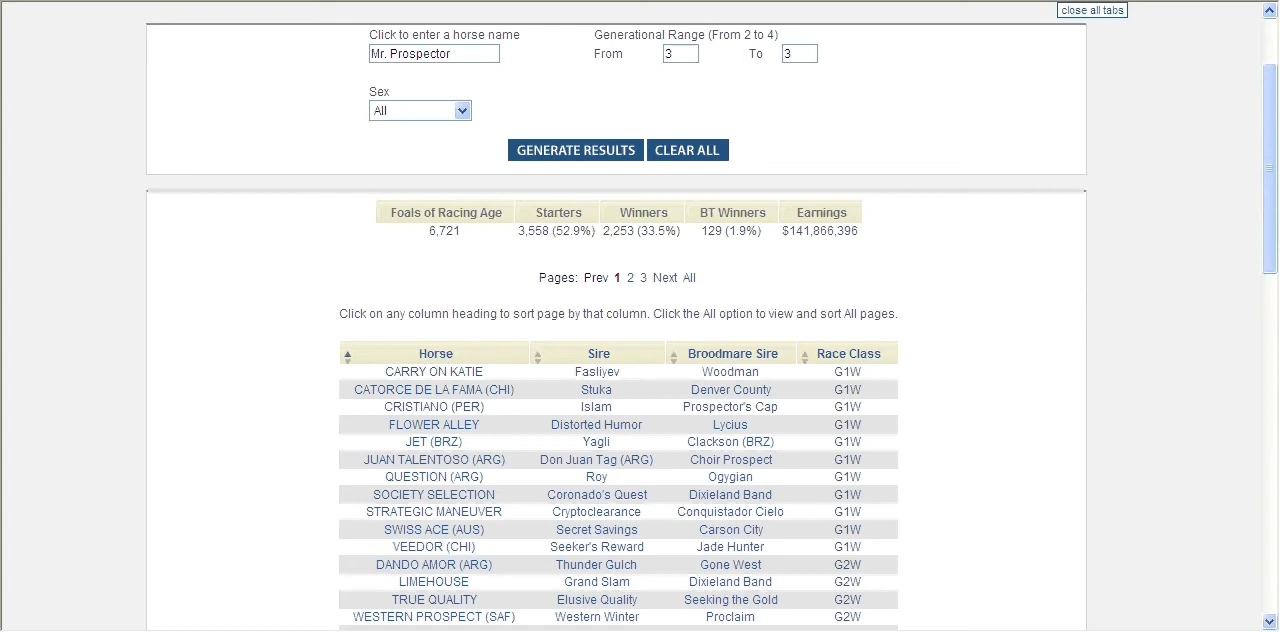 close all tabs
Click to enter a horse name Generational Range (From 2 to 4)
Mr. Prospector From 3 To 3
Sex
All
GENERATE RESULTS CLEAR ALL
Foals of Racing Age Starters Winners BT Winners Earnings
6,721 3,558 (52.9%) 2,253 (33.5%) 129 (1.9%) $141,866,396
Pages: Prev 1 2 3 Next All
Click on any column heading to sort page by that column. Click the All option to view and sort All pages.
Horse Sire Broodmare Sire Race Class
CARRY ON KATIE Fasliyev Woodman G1W
CATORCE DE LA FAMA (CHI) Stuka Denver County G1W
CRISTIANO (PER) Islam Prospector's Cap G1W
FLOWER ALLEY Distorted Humor Lycius G1W
JET (BRZ) Yagli Clackson (BRZ) G1W
JUAN TALENTOSO (ARG) Don Juan Tag (ARG) Choir Prospect G1W
QUESTION (ARG) Roy Ogygian G1W
SOCIETY SELECTION Coronado's Quest Dixieland Band G1W
STRATEGIC MANEUVER Cryptoclearance Conquistador Cielo G1W
SWISS ACE (AUS) Secret Savings Carson City G1W
VEEDOR (CHI) Seeker's Reward Jade Hunter G1W
DANDO AMOR (ARG) Thunder Gulch Gone West G2W
LIMEHOUSE Grand Slam Dixieland Band G2W
TRUE QUALITY Elusive Quality Seeking the Gold G2W
WESTERN PROSPECT (SAF) Western Winter Proclaim G2W